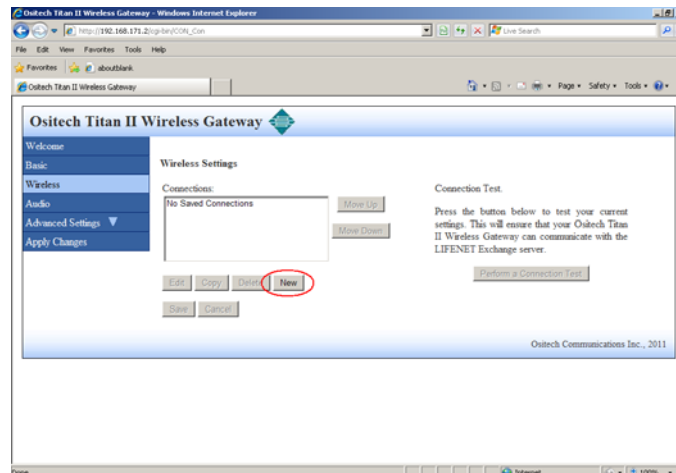 Ositech Titan II Wireless Gateway - Windows Internet Explorer
http://192.168.171.2/cgi-bin/CON_Con
Live Search
File Edit View Favorites Tools Help
Favorites about:blank
Ositech Titan II Wireless Gateway
Page Safety Tools
Ositech Titan II Wireless Gateway
Welcome
Basic
Wireless
Audio
Advanced Settings
Apply Changes
Wireless Settings
Connections:
No Saved Connections
Move Up
Move Down
Edit Copy Delete New
Save Cancel
Connection Test.
Press the button below to test your current
settings. This will ensure that your Ositech Titan
II Wireless Gateway can communicate with the
LIFENET Exchange server.
Perform a Connection Test
Ositech Communications Inc., 2011
Done Internet 100%